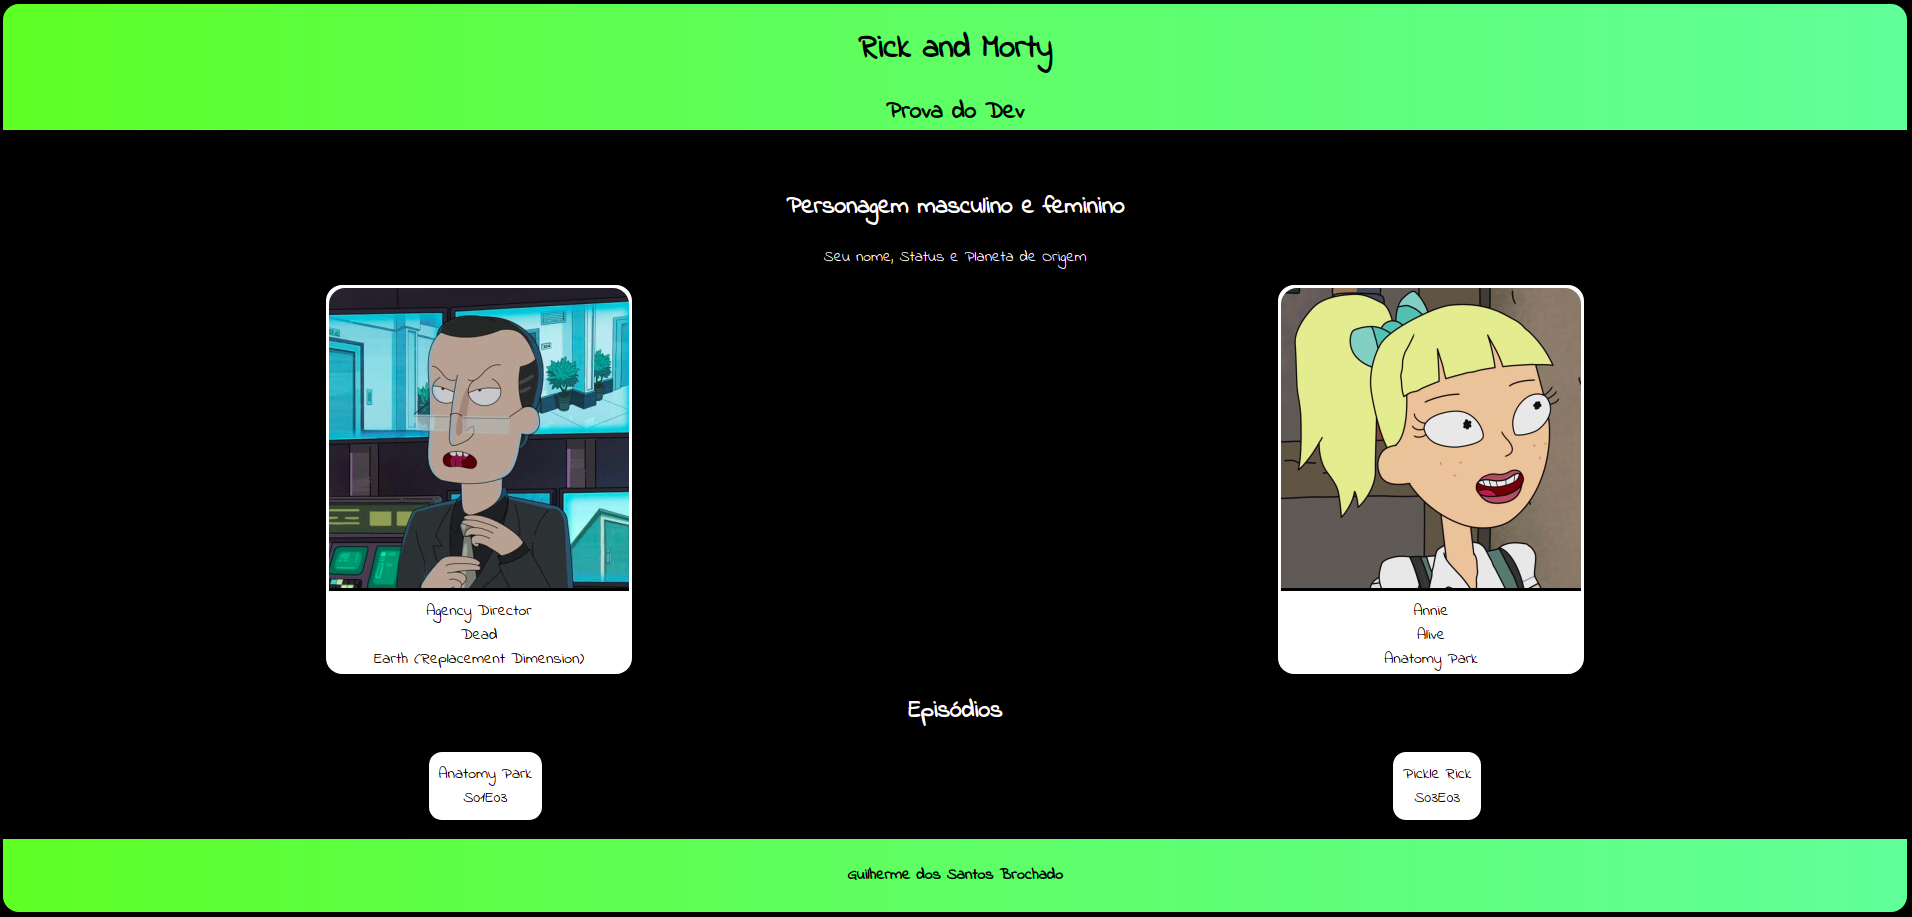 Rick and Morty
Prova do Dev
Personagem masculino e feminino
Seu nome, Status e Planeta de Origem
Agency Director
Dead
Earth (Replacement Dimension)
Annie
Alive
Anatomy Park
Episódios
Anatomy Park
S01E03
Pickle Rick
S03E03
Guilherme dos Santos Brochado